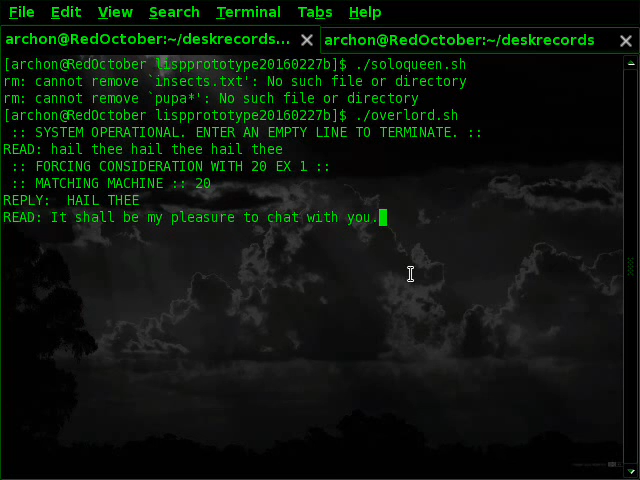 File Edit View Search Terminal Tabs Help
archon@RedOctober:~/deskrecords... archon@RedOctober:~/deskrecords
[archon@RedOctober lispprototype20160227b]$ ./soloqueen.sh
rm: cannot remove `insects.txt': No such file or directory
rm: cannot remove `pupa*': No such file or directory
[archon@RedOctober lispprototype20160227b]$ ./overlord.sh
:: SYSTEM OPERATIONAL. ENTER AN EMPTY LINE TO TERMINATE. ::
READ: hail thee hail thee hail thee
:: FORCING CONSIDERATION WITH 20 EX 1 ::
:: MATCHING MACHINE :: 20
REPLY:  HAIL THEE
READ: It shall be my pleasure to chat with you.